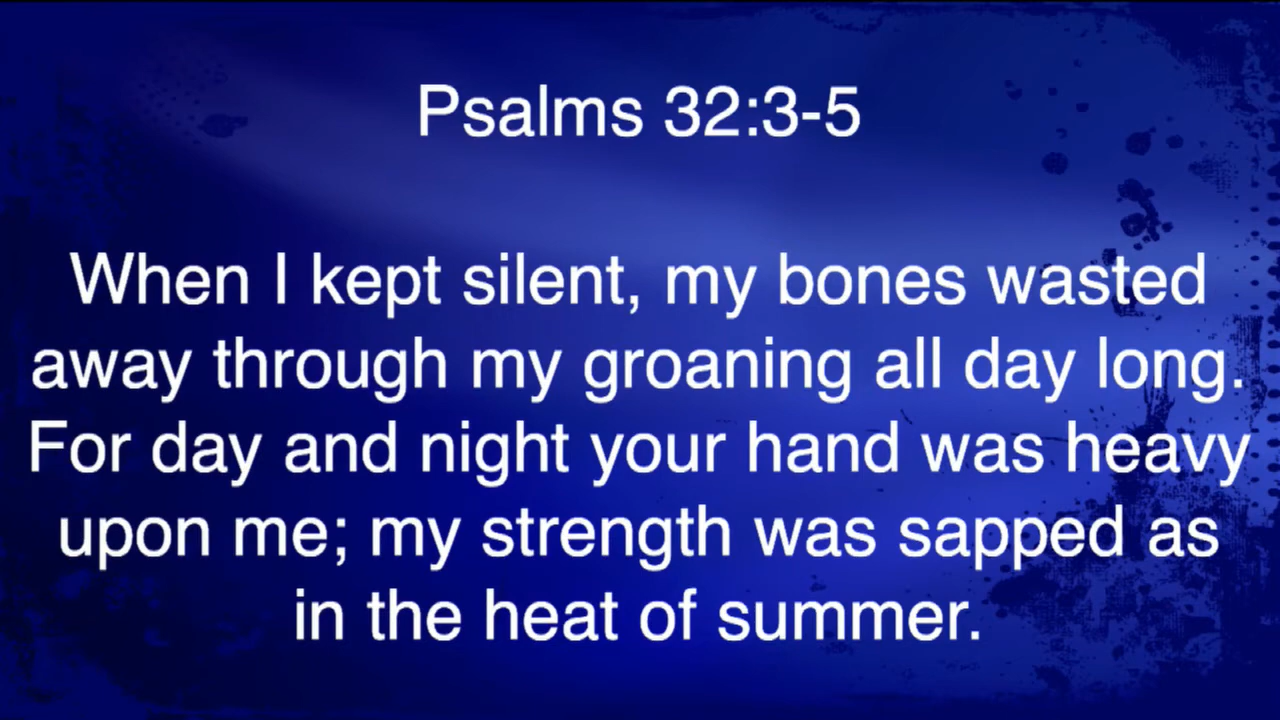 Psalms 32:3-5
When I kept silent, my bones wasted
away through my groaning all day long.
For day and night your hand was heavy
upon me; my strength was sapped as
in the heat of summer.